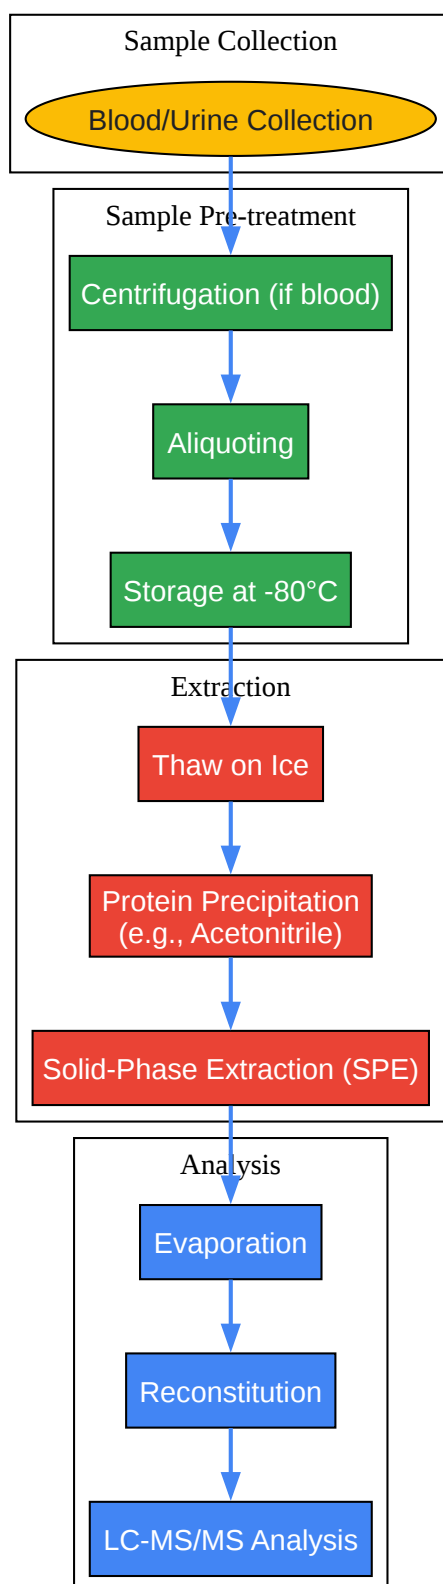 Sample Collection
Blood/Urine Collection
Sample Pre-treatment
Centrifugation (if blood)
Aliquoting
Storage at -80°C
Extraction
Thaw on Ice
Protein Precipitation
(e.g., Acetonitrile)
Solid-Phase Extraction (SPE)
Analysis
Evaporation
Reconstitution
LC-MS/MS Analysis